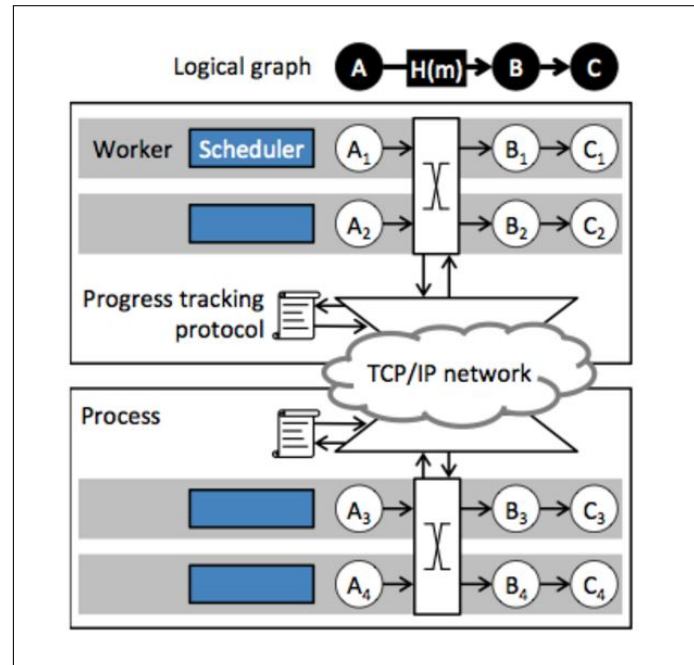 Logical graph A H(m) B C
Worker Scheduler A₁ B₁ C₁
A₂ B₂ C₂
Progress tracking
protocol
TCP/IP network
Process
A₃ B₃ C₃
A₄ B₄ C₄